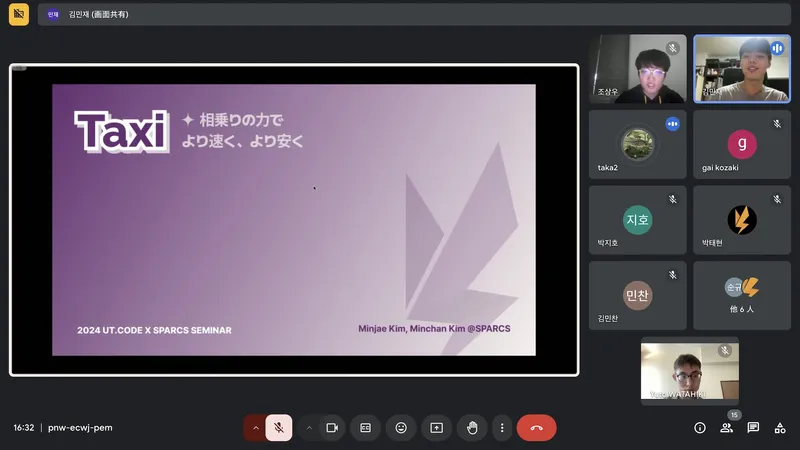 민재
김민재 (画面共有)
Taxi
相乗りの力で
より速く、より安く
2024 UT.CODE X SPARCS SEMINAR
Minjae Kim, Minchan Kim @SPARCS
조상우
김민재
taka2
g
gai kozaki
지호
박지호
박태현
민찬
김민찬
순규
他 6 人
WATAHIKI
16:32
pnw-ecwj-pem
15